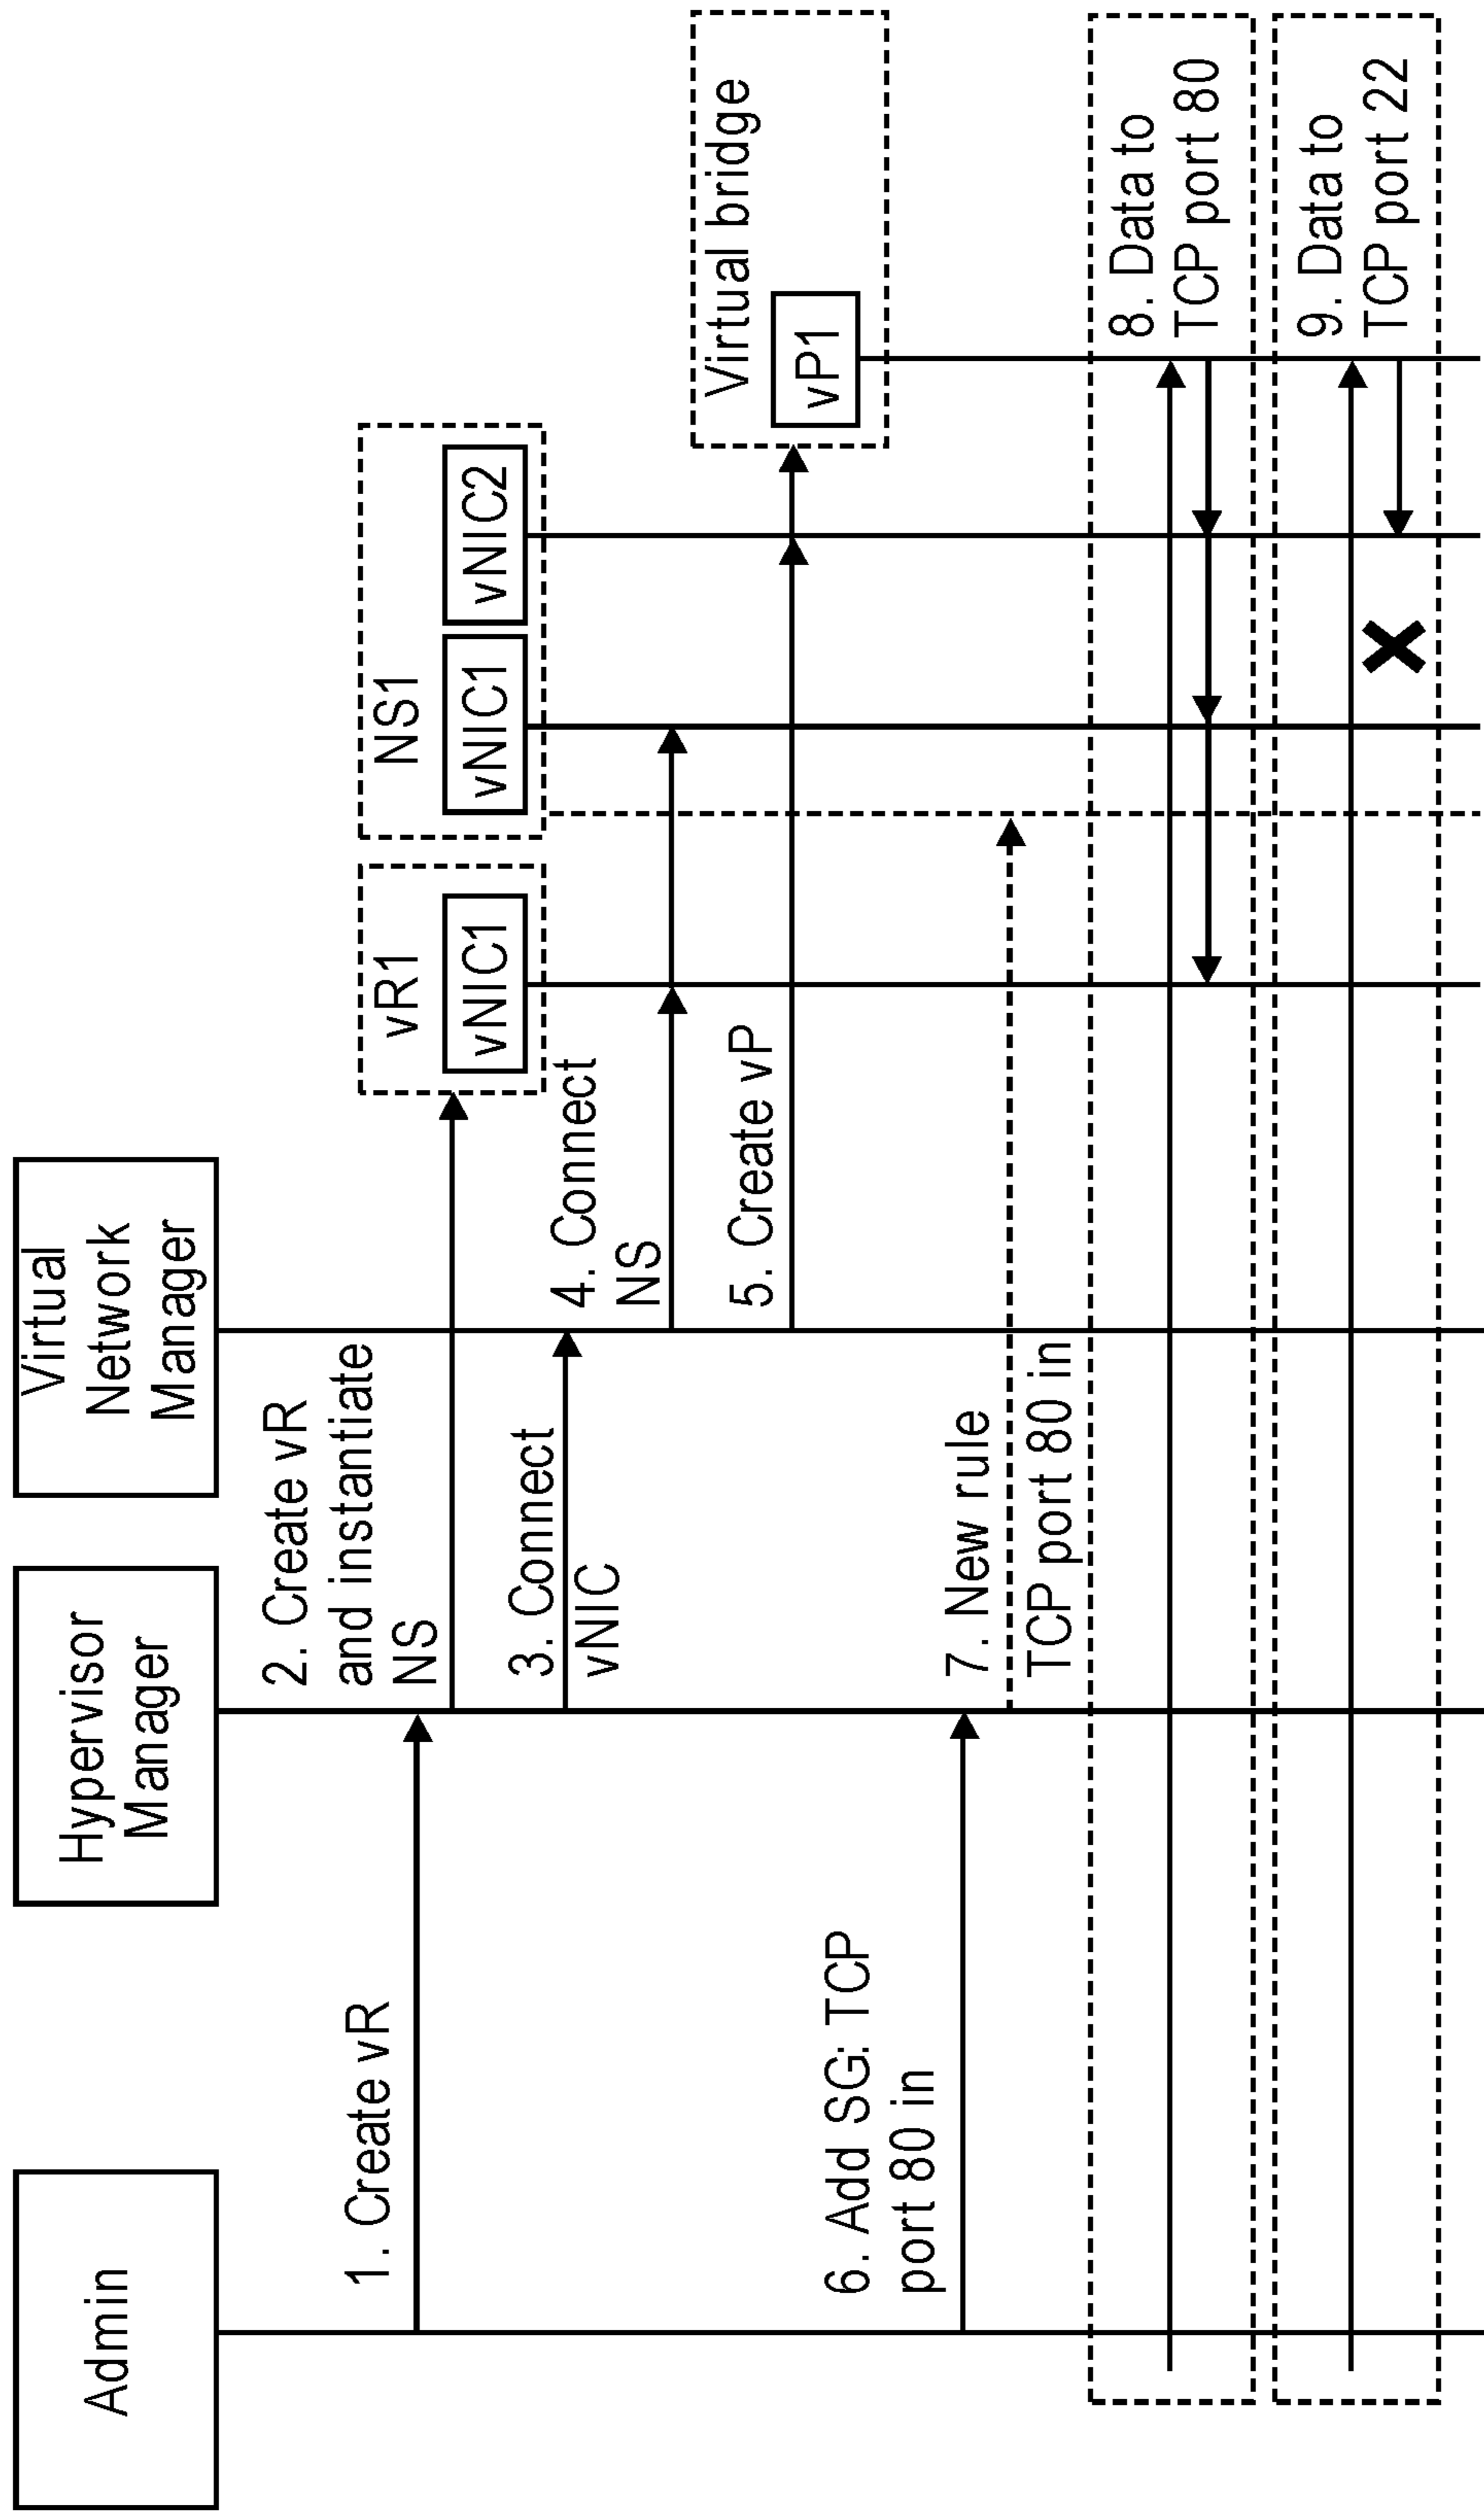 Admin
Hypervisor
Manager
Virtual
Network
Manager
1. Create vR
2. Create vR
and instantiate
NS
vR1
vNIC1
NS1
vNIC1
vNIC2
3. Connect
vNIC
4. Connect
NS
5. Create vP
Virtual bridge
vP1
6. Add SG: TCP
port 80 in
7. New rule
TCP port 80 in
8. Data to
TCP port 80
9. Data to
TCP port 22